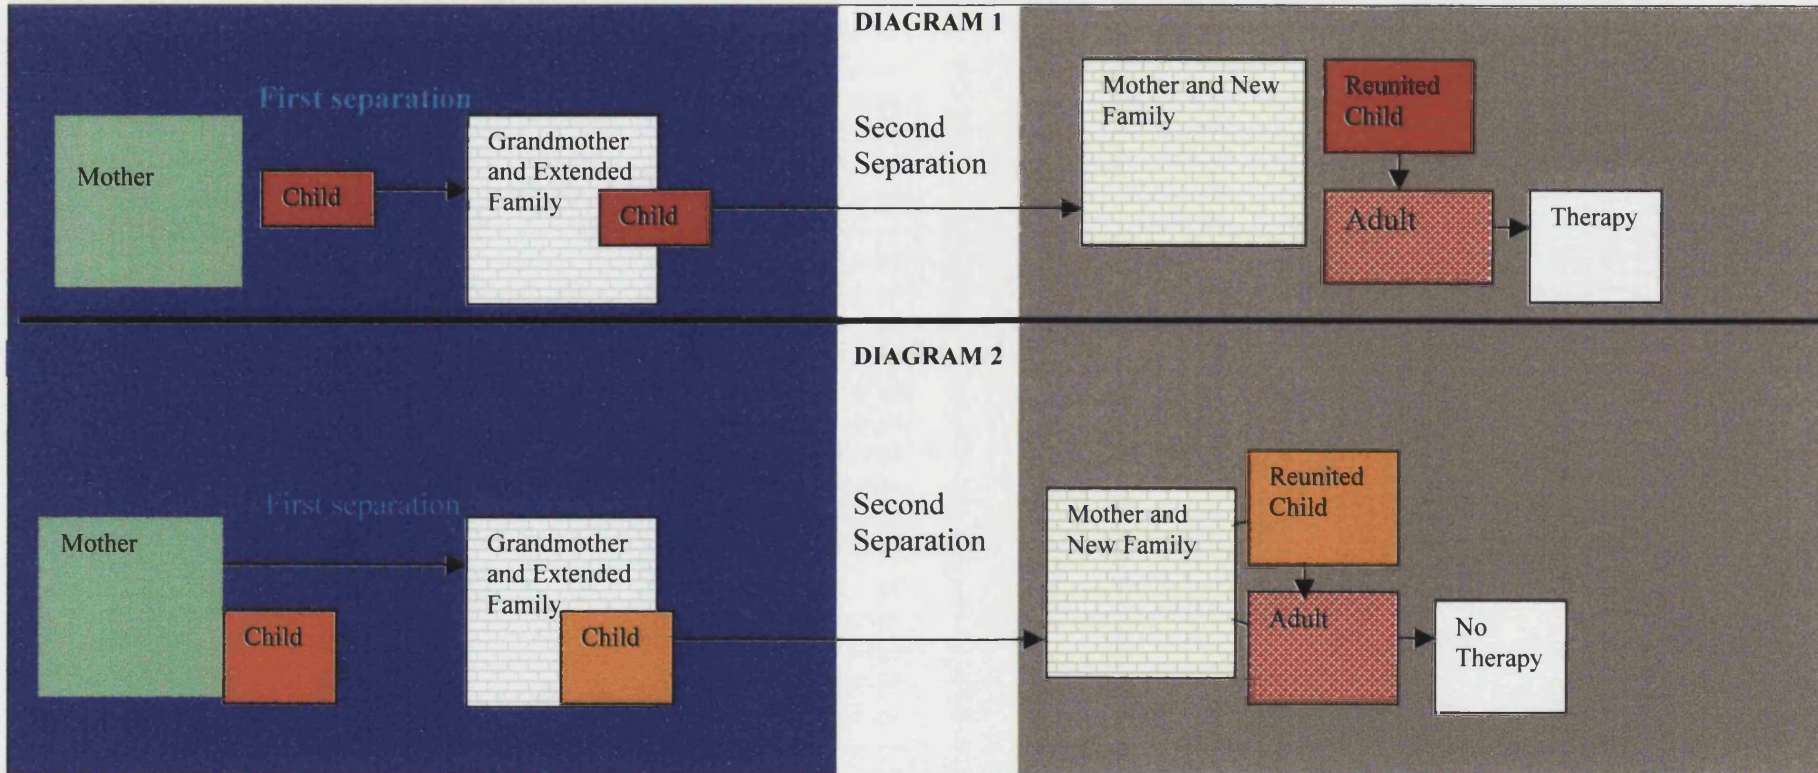 DIAGRAM 1
First separation
Mother
Child
Grandmother
and Extended
Family
Child
Second
Separation
Mother and New
Family
Reunited
Child
Adult
Therapy
DIAGRAM 2
First separation
Mother
Child
Grandmother
and Extended
Family
Child
Second
Separation
Mother and
New Family
Reunited
Child
Adult
No
Therapy